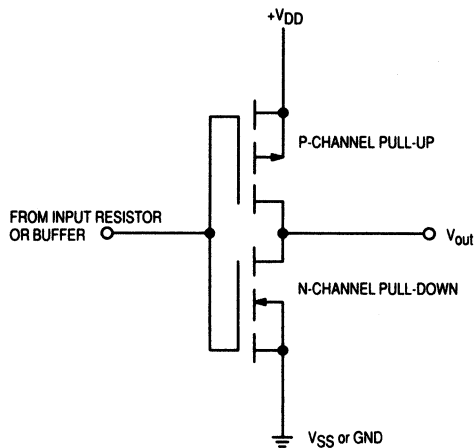 +VDD
P-CHANNEL PULL-UP
FROM INPUT RESISTOR
OR BUFFER
Vout
N-CHANNEL PULL-DOWN
VSS or GND